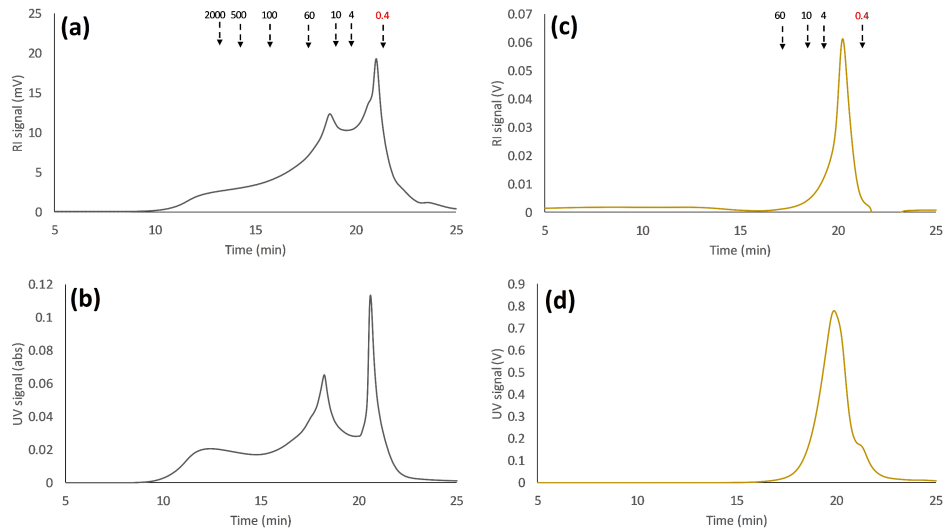 (a)
2000 500 100 60 10 4 0.4
25
20
15
10
5
0
RI signal (mV)
5 10 15 20 25
Time (min)
(c)
60 10 4 0.4
0.07
0.06
0.05
0.04
0.03
0.02
0.01
0
RI signal (V)
5 10 15 20 25
Time (min)
(b)
0.12
0.1
0.08
0.06
0.04
0.02
0
UV signal (abs)
5 10 15 20 25
Time (min)
(d)
0.9
0.8
0.7
0.6
0.5
0.4
0.3
0.2
0.1
0
UV signal (V)
5 10 15 20 25
Time (min)